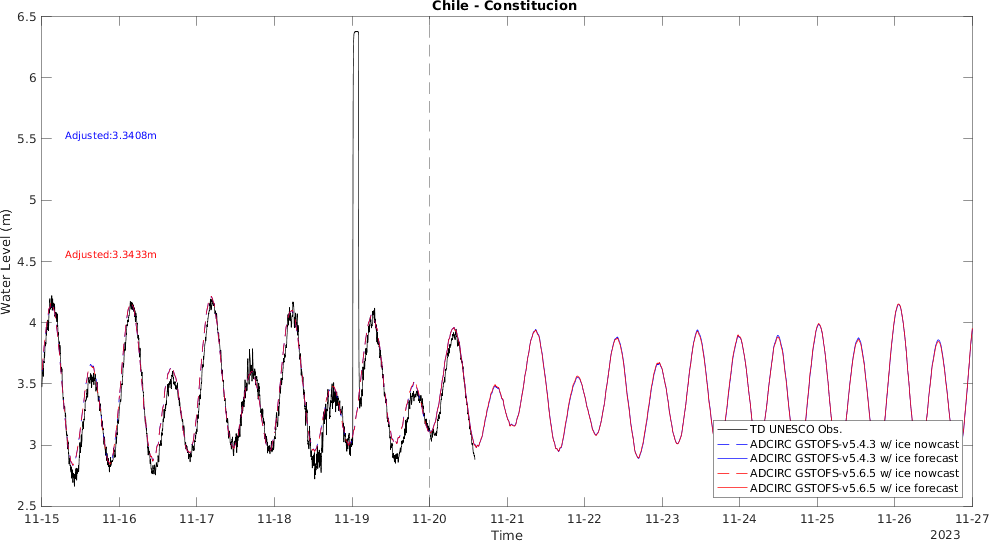 Chile - Constitucion
6.5
6
5.5
5
4.5
4
3.5
3
2.5
Water Level (m)
Adjusted:3.3408m
Adjusted:3.3433m
TD UNESCO Obs.
ADCIRC GSTOFS-v5.4.3 w/ ice nowcast
ADCIRC GSTOFS-v5.4.3 w/ ice forecast
ADCIRC GSTOFS-v5.6.5 w/ ice nowcast
ADCIRC GSTOFS-v5.6.5 w/ ice forecast
11-15 11-16 11-17 11-18 11-19 11-20 11-21 11-22 11-23 11-24 11-25 11-26 11-27
Time
2023